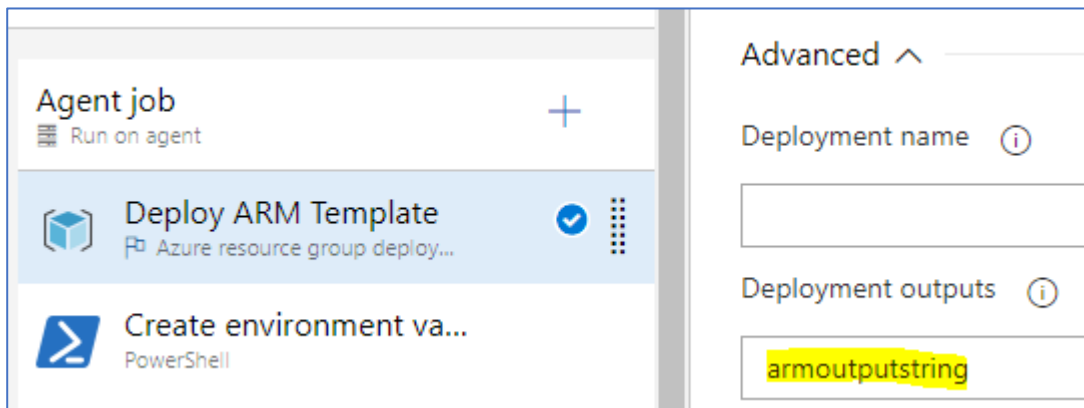 Agent job
Run on agent
Deploy ARM Template
Azure resource group deploy...
Create environment va...
PowerShell
Advanced
Deployment name
Deployment outputs
armoutputstring